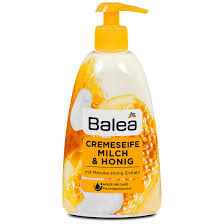 Balea
CREMESEIFE
MILCH
& HONIG
mit Manuka-Honig-Extrakt